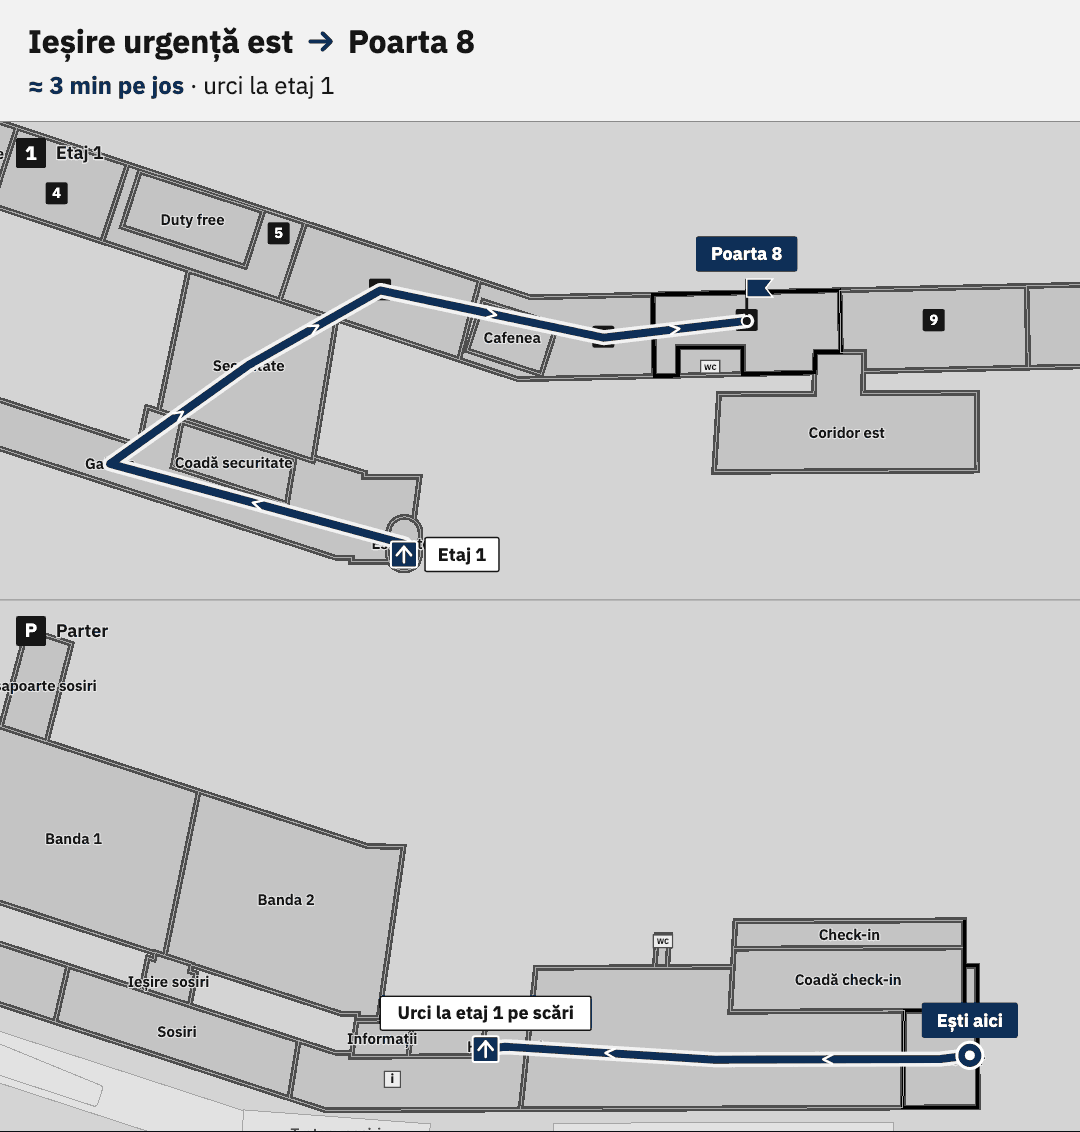 Ieșire urgență est → Poarta 8
≈ 3 min pe jos · urci la etaj 1
1 Etaj 1
4
Duty free
5
Poarta 8
9
Cafenea
wc
Coridor est
Coadă securitate
Etaj 1
P Parter
Banda 1
Banda 2
wc
Check-in
Coadă check-in
Ieșire sosiri
Urci la etaj 1 pe scări
Ești aici
Sosiri
Informații
i